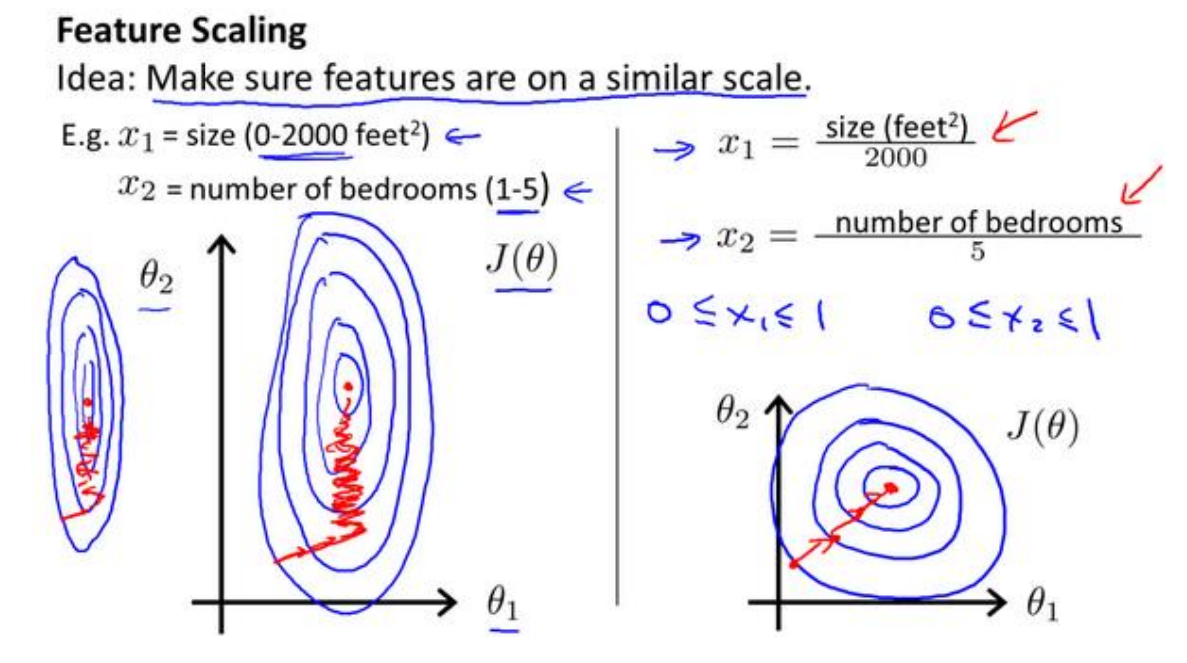 Feature Scaling
Idea: Make sure features are on a similar scale.
E.g. x₁ = size (0-2000 feet²) ←
x₂ = number of bedrooms (1-5) ←
θ₂
J(θ)
θ₁
→ x₁ = size (feet²) / 2000
→ x₂ = number of bedrooms / 5
0 ≤ x₁ ≤ 1 0 ≤ x₂ ≤ 1
θ₂
J(θ)
θ₁